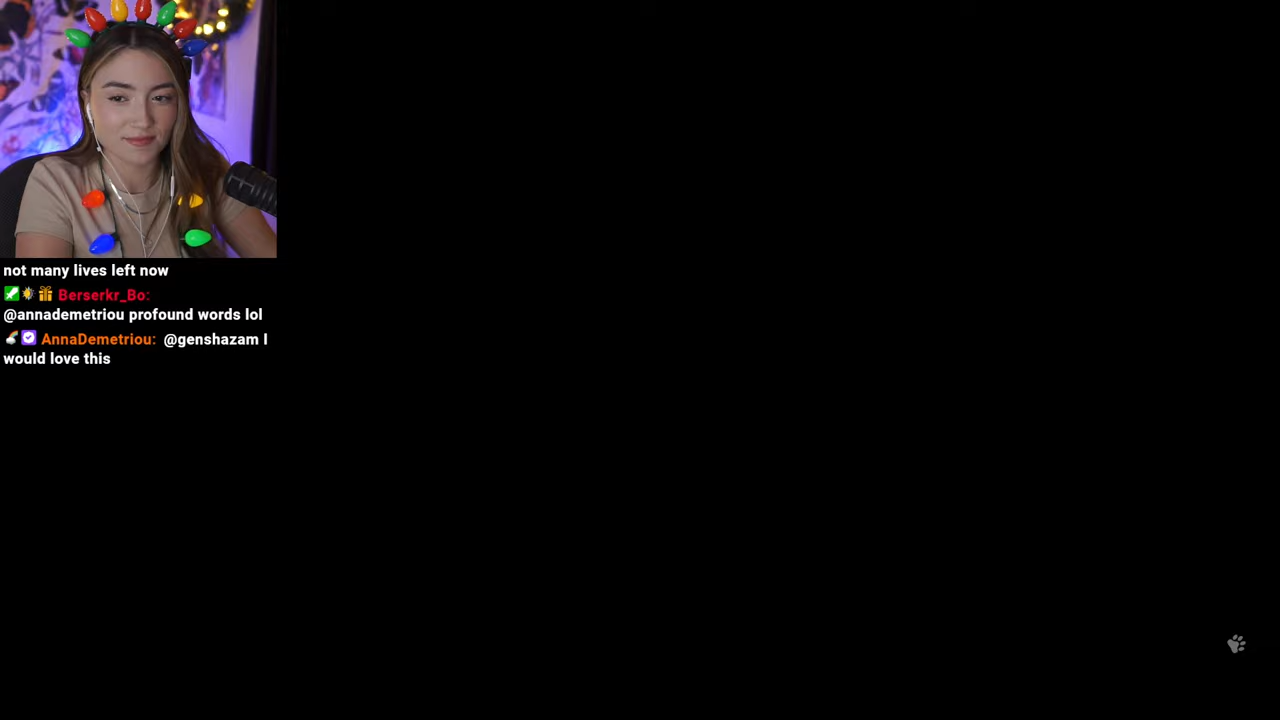 not many lives left now
Berserkr_Bo:
@annademetriou profound words lol
AnnaDemetriou: @genshazam I
would love this